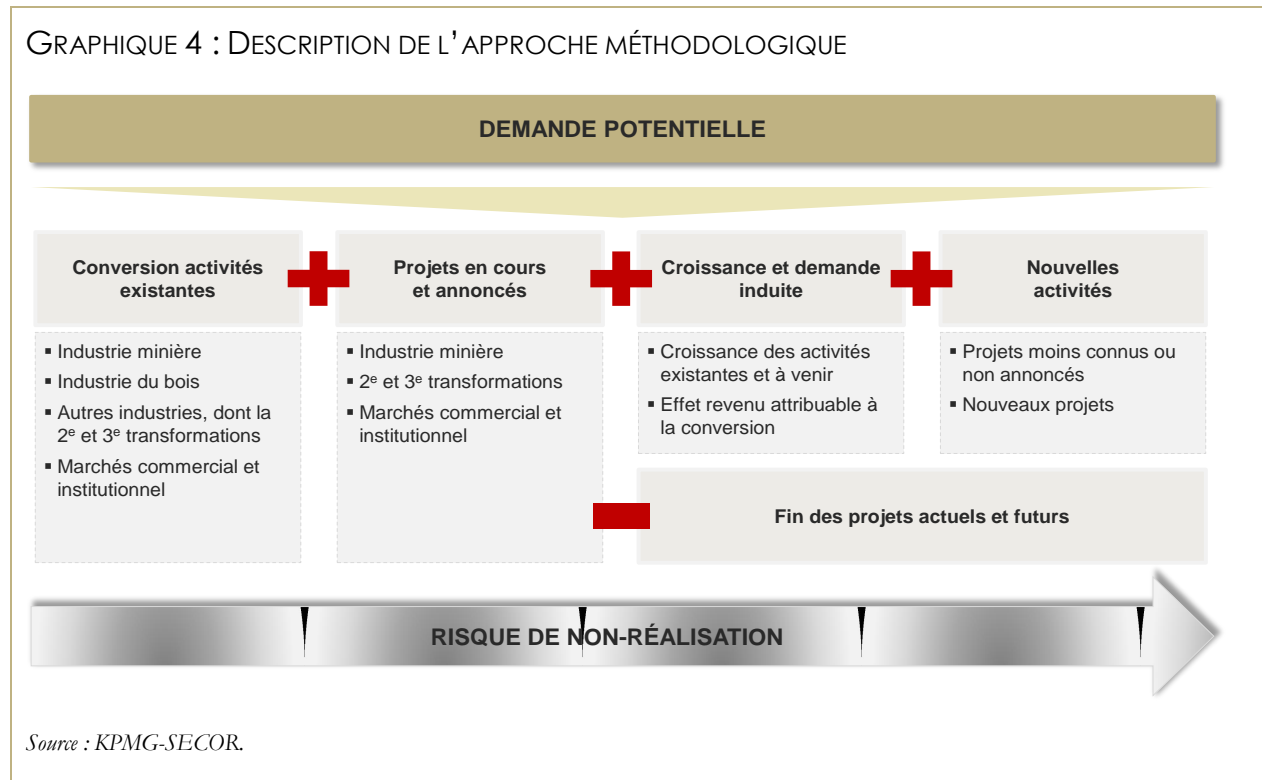 GRAPHIQUE 4 : DESCRIPTION DE L'APPROCHE MÉTHODOLOGIQUE
DEMANDE POTENTIELLE
Conversion activités
existantes
Projets en cours
et annoncés
Croissance et demande
induite
Nouvelles
activités
▪ Industrie minière
▪ Industrie du bois
▪ Autres industries, dont la
2e et 3e transformations
▪ Marchés commercial et
institutionnel
▪ Industrie minière
▪ 2e et 3e transformations
▪ Marchés commercial et
institutionnel
▪ Croissance des activités
existantes et à venir
▪ Effet revenu attribuable à
la conversion
▪ Projets moins connus ou
non annoncés
▪ Nouveaux projets
Fin des projets actuels et futurs
RISQUE DE NON-RÉALISATION
Source : KPMG-SECOR.